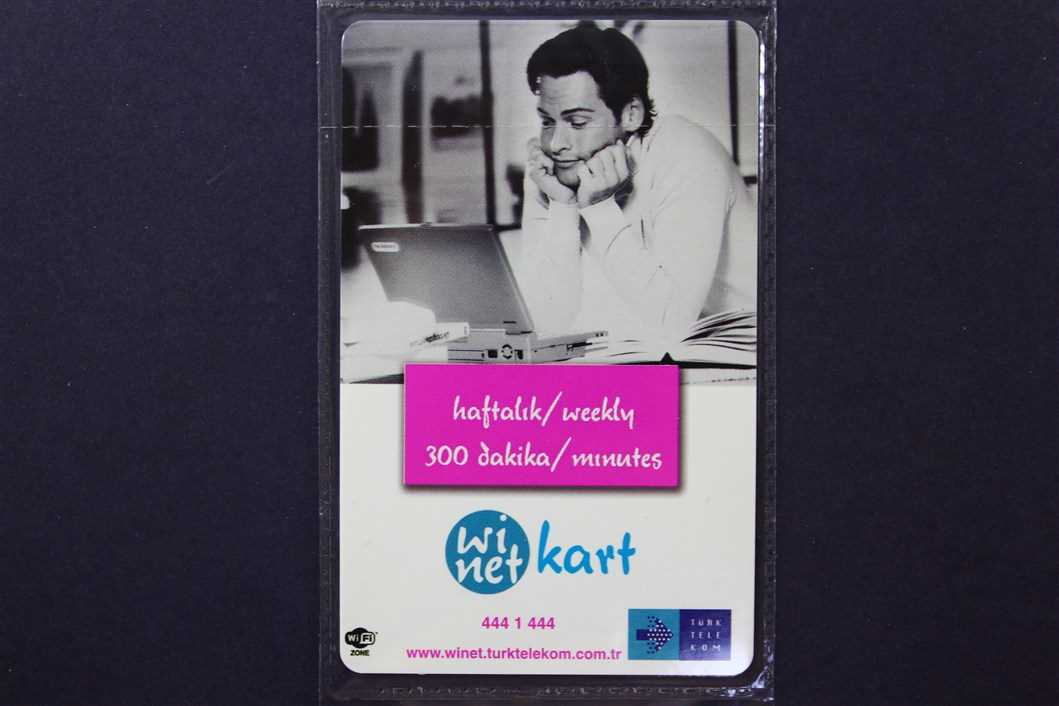 haftalık/weekly
300 dakika/minutes
wi
net
kart
444 1 444
TÜRK
TELE
KOM
WiFi
ZONE
www.winet.turktelekom.com.tr